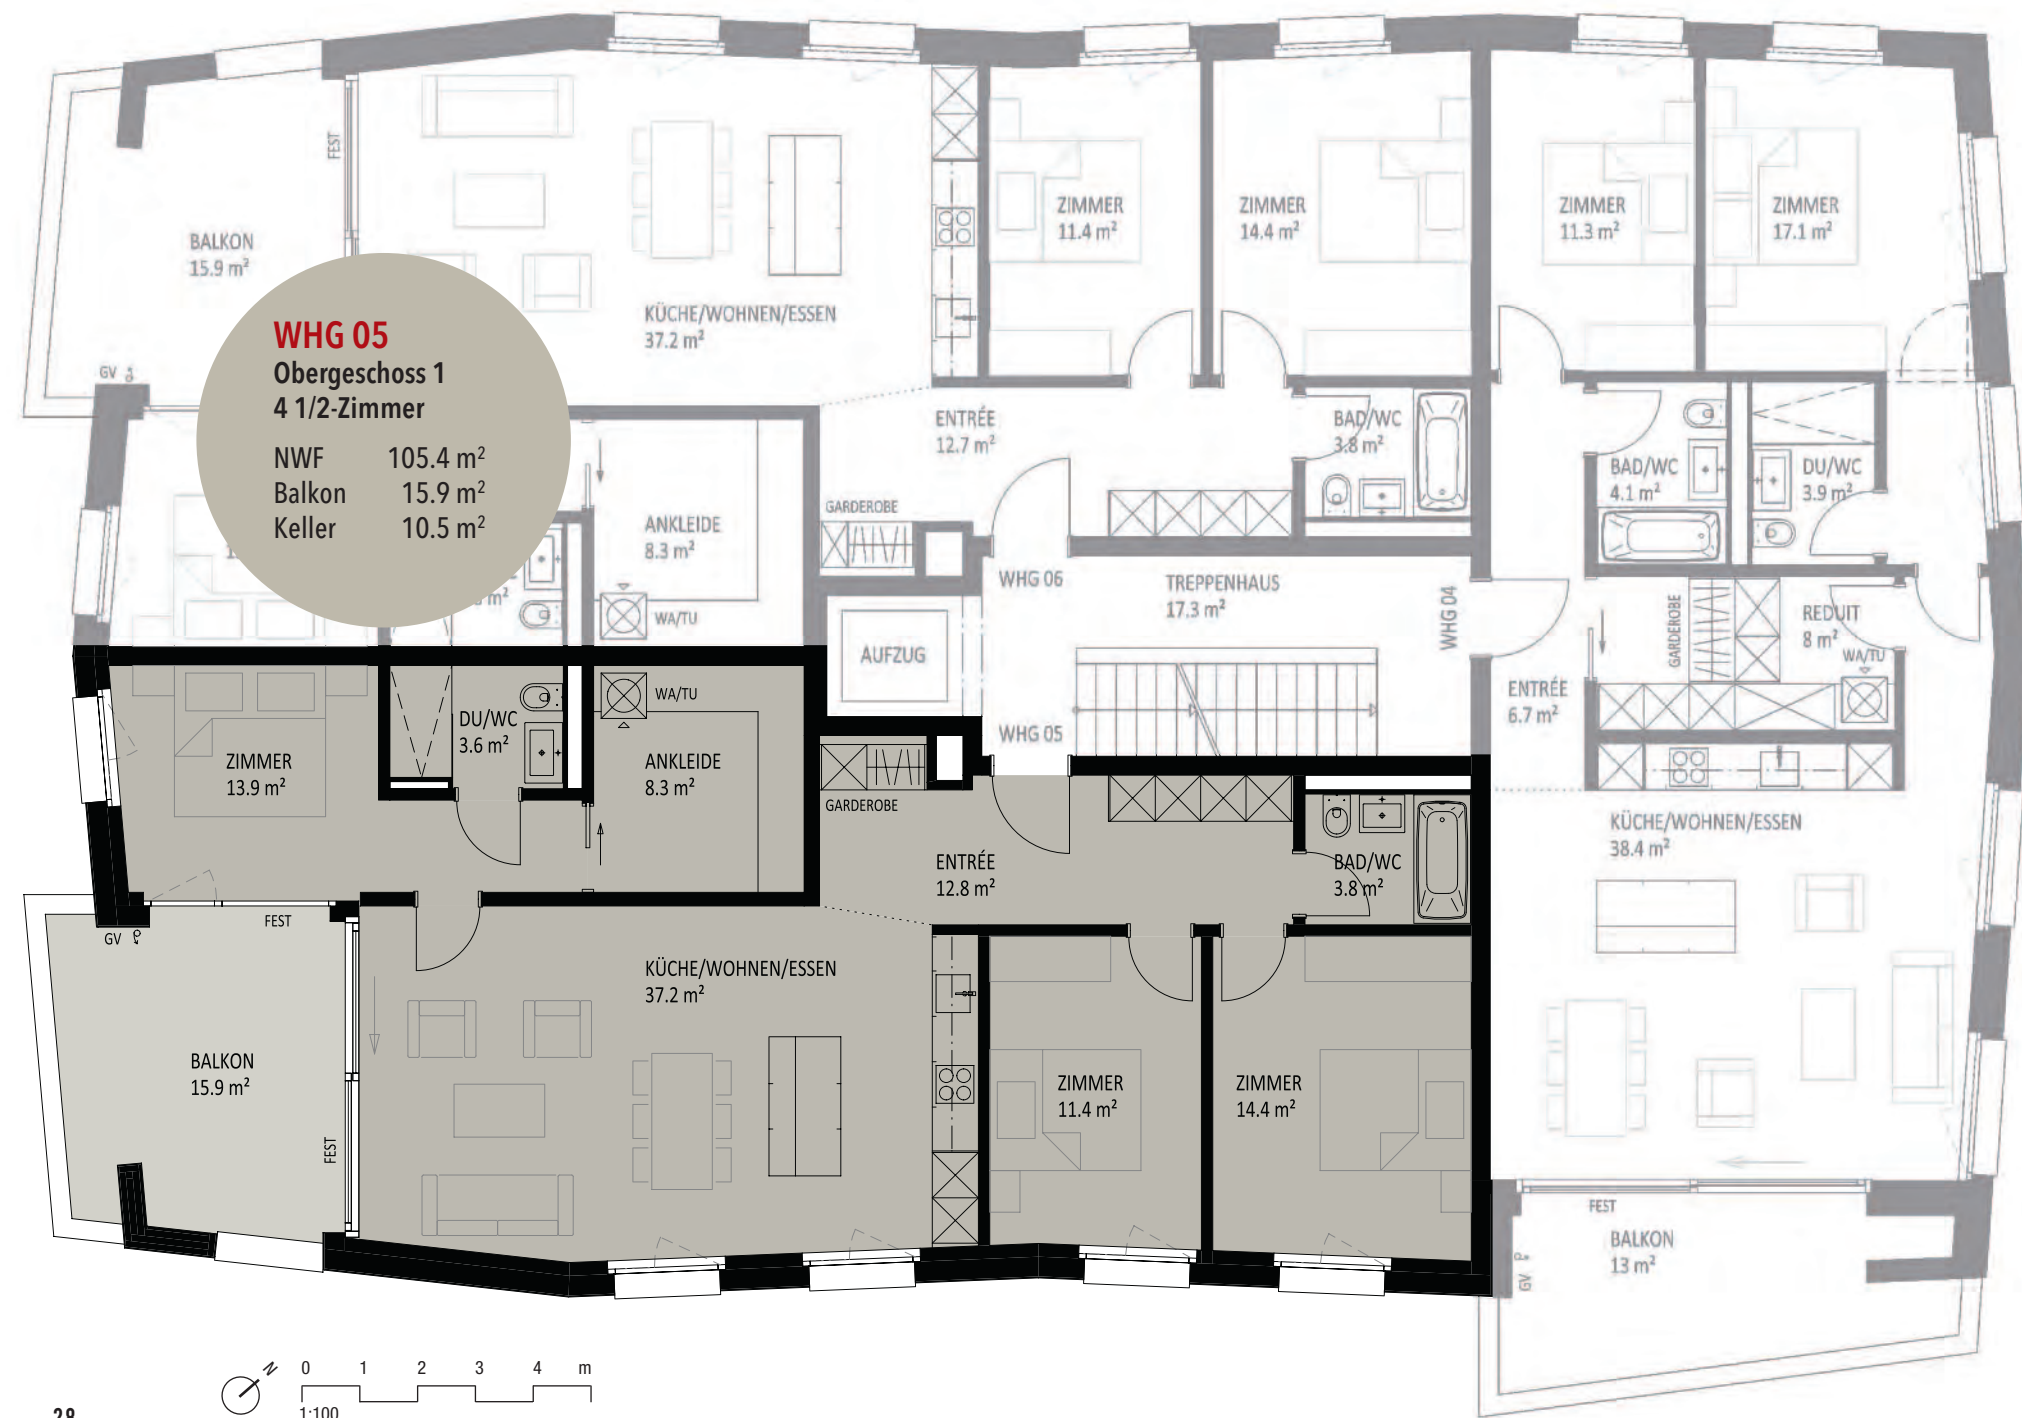 FEST
BALKON
15.9 m²
GV
KÜCHE/WOHNEN/ESSEN
37.2 m²
ZIMMER
11.4 m²
ZIMMER
14.4 m²
ZIMMER
11.3 m²
ZIMMER
17.1 m²
WHG 05
Obergeschoss 1
4 1/2-Zimmer
NWF 105.4 m²
Balkon 15.9 m²
Keller 10.5 m²
ENTRÉE
12.7 m²
GARDEROBE
BAD/WC
3.8 m²
BAD/WC
4.1 m²
DU/WC
3.9 m²
ANKLEIDE
8.3 m²
WA/TU
WHG 06
TREPPENHAUS
17.3 m²
WHG 04
AUFZUG
WHG 05
GARDEROBE
REDUIT
8 m²
WA/TU
ENTRÉE
6.7 m²
ZIMMER
13.9 m²
DU/WC
3.6 m²
WA/TU
ANKLEIDE
8.3 m²
GARDEROBE
ENTRÉE
12.8 m²
BAD/WC
3.8 m²
KÜCHE/WOHNEN/ESSEN
38.4 m²
GV
FEST
BALKON
15.9 m²
FEST
KÜCHE/WOHNEN/ESSEN
37.2 m²
ZIMMER
11.4 m²
ZIMMER
14.4 m²
FEST
BALKON
13 m²
GV
N
0 1 2 3 4 m
1:100
28